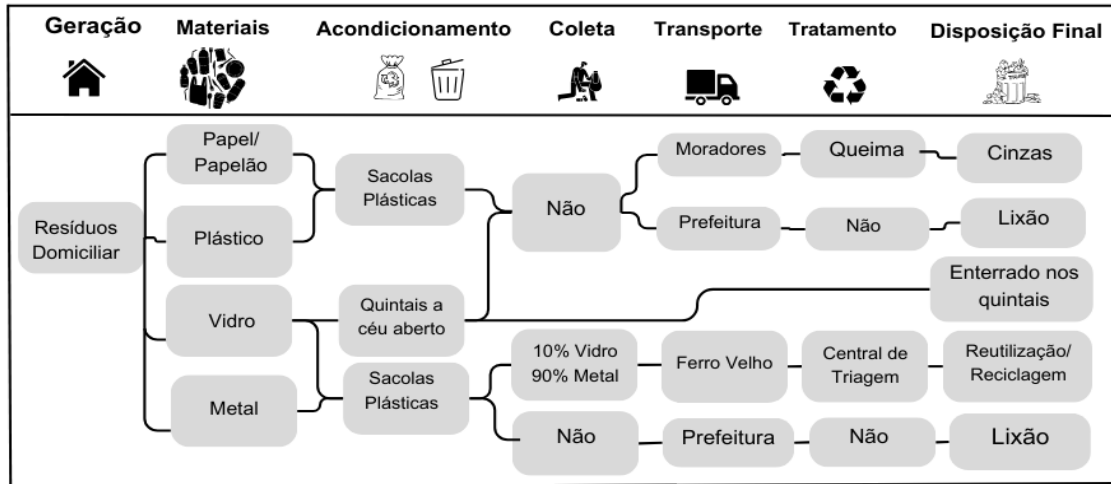 Geração
Materiais
Acondicionamento
Coleta
Transporte
Tratamento
Disposição Final
Resíduos
Domiciliar
Papel/
Papelão
Plástico
Vidro
Metal
Sacolas
Plásticas
Quintais a
céu aberto
Sacolas
Plásticas
Não
10% Vidro
90% Metal
Não
Moradores
Prefeitura
Ferro Velho
Prefeitura
Queima
Não
Central de
Triagem
Não
Cinzas
Lixão
Enterrado nos
quintais
Reutilização/
Reciclagem
Lixão